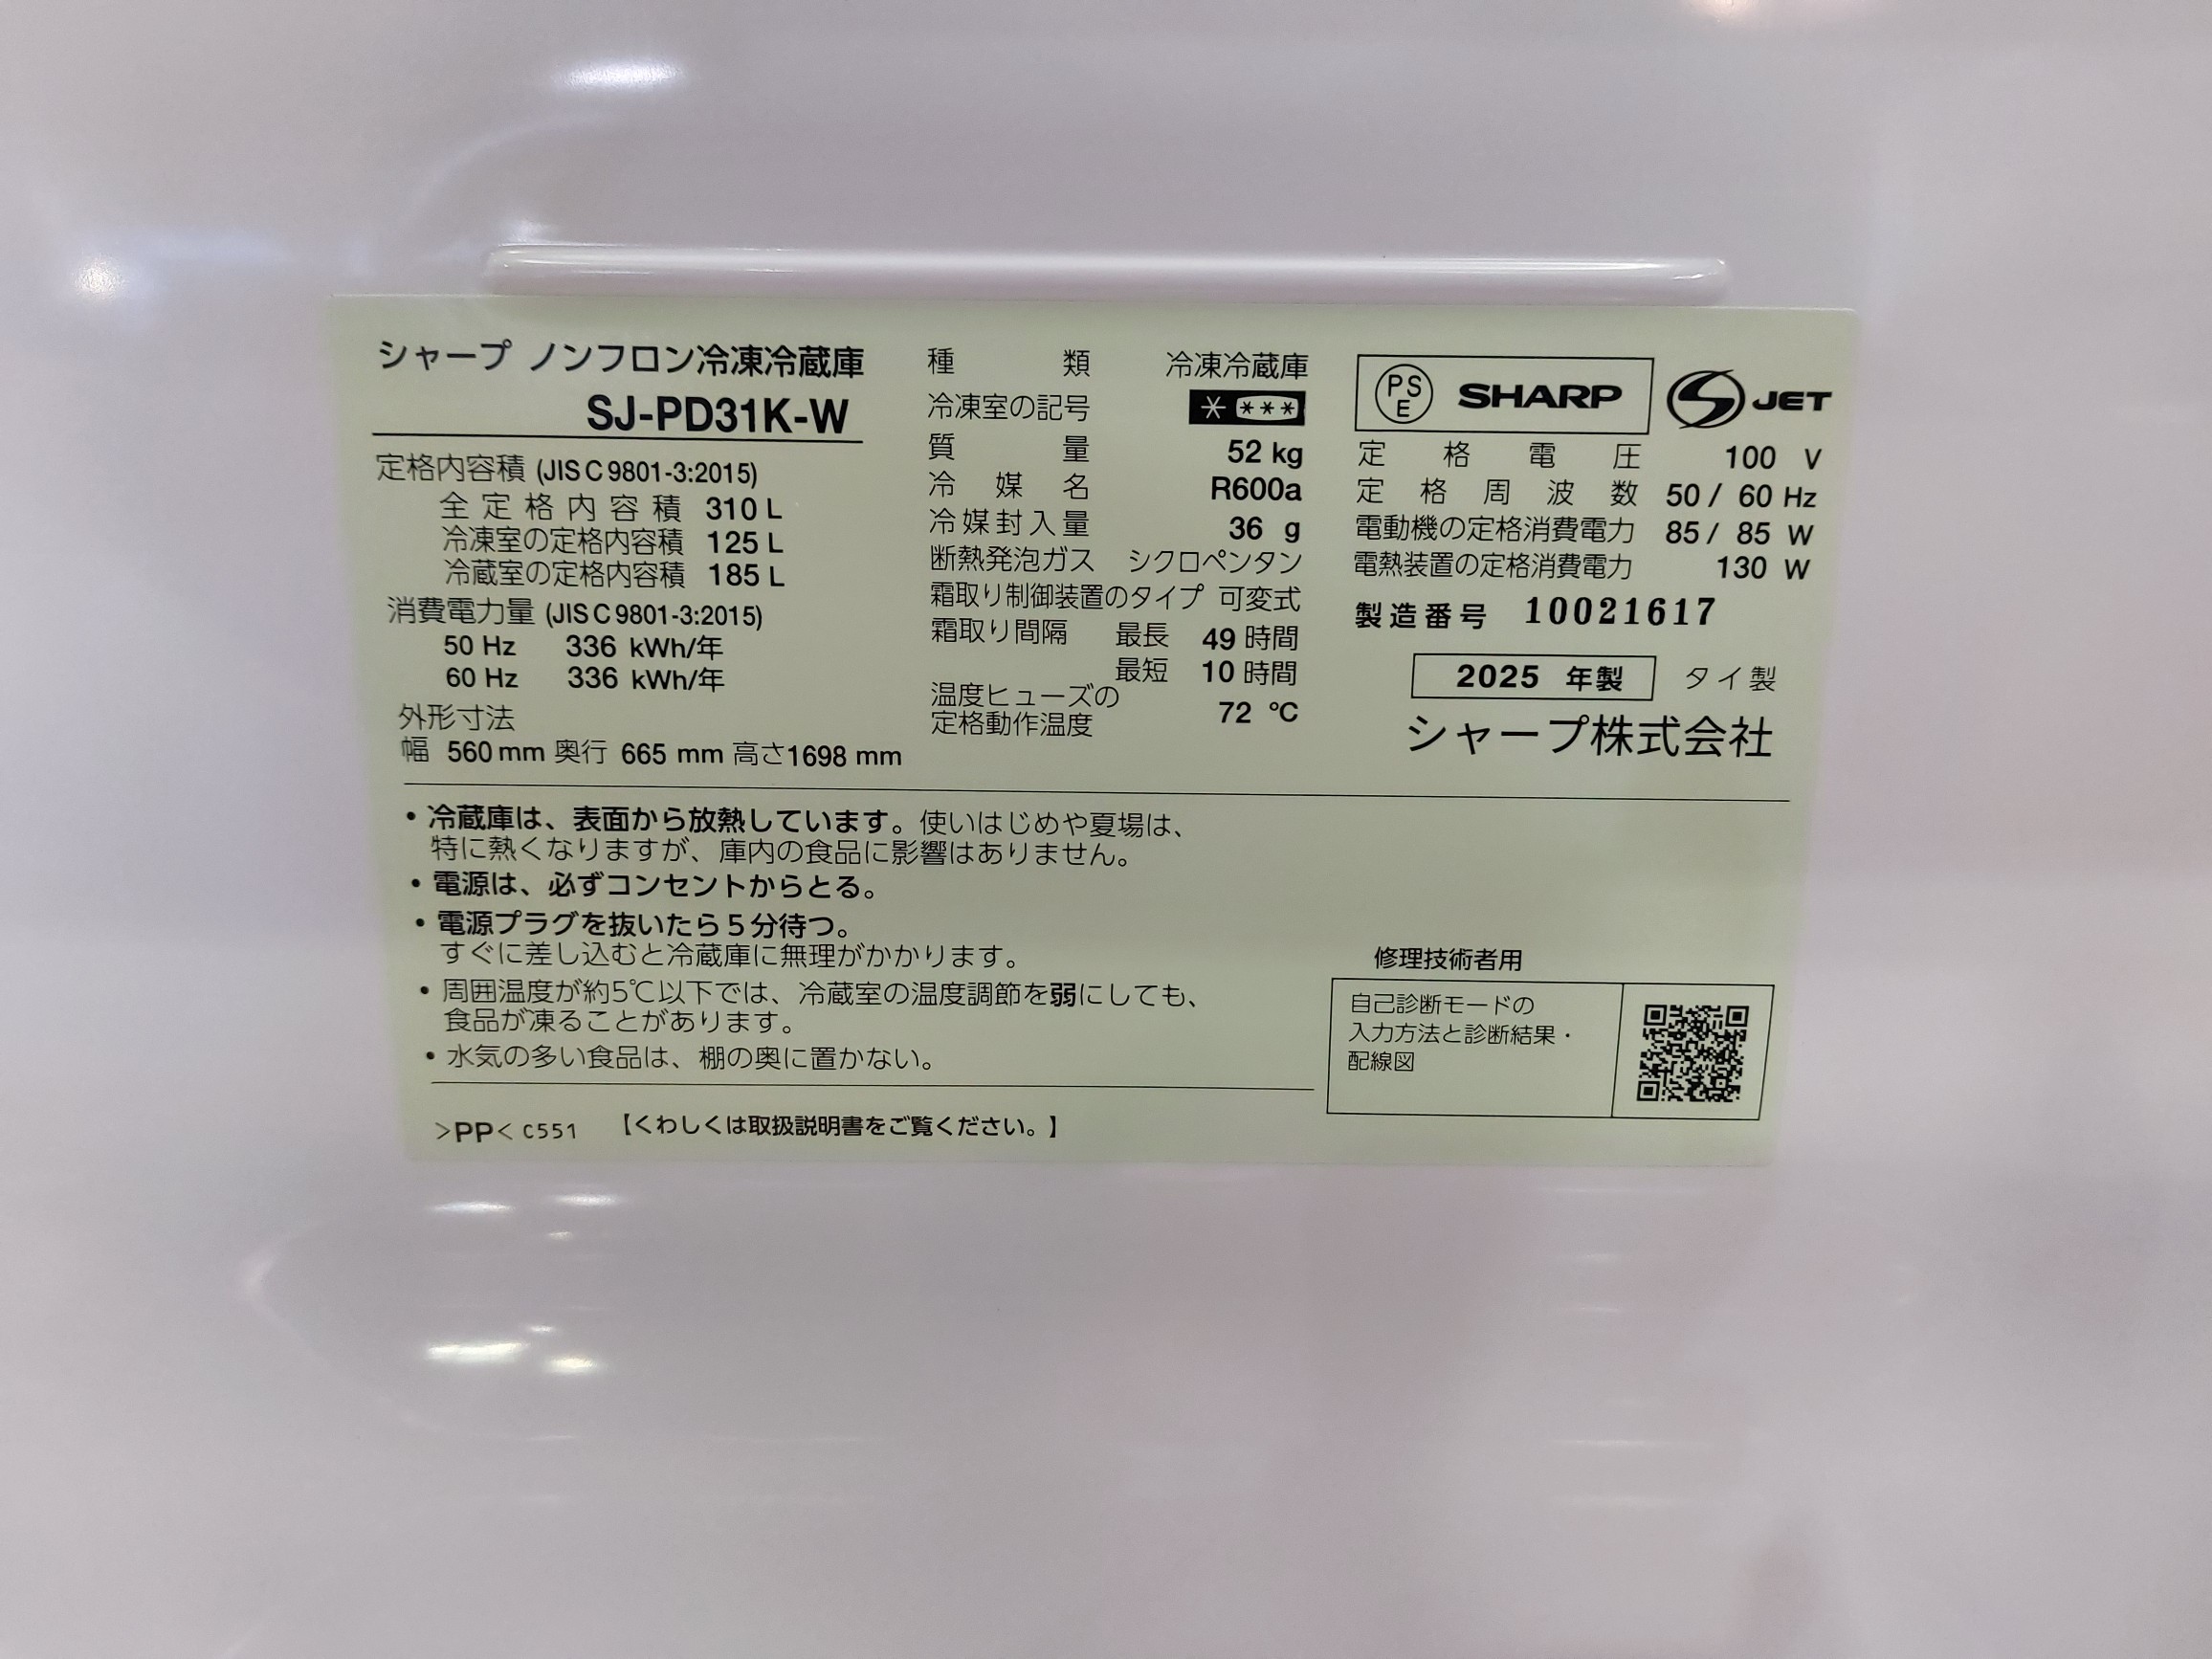 シャープ ノンフロン冷凍冷蔵庫
SJ-PD31K-W
定格内容積 (JIS C 9801-3:2015)
全定格内容積 310 L
冷凍室の定格内容積 125 L
冷蔵室の定格内容積 185 L
消費電力量 (JIS C 9801-3:2015)
50 Hz 336 kWh/年
60 Hz 336 kWh/年
外形寸法
幅 560 mm 奥行 665 mm 高さ 1698 mm
種類 冷凍冷蔵庫
冷凍室の記号 * ***
質量 52 kg
冷媒名 R600a
冷媒封入量 36 g
断熱発泡ガス シクロペンタン
霜取り制御装置のタイプ 可変式
霜取り間隔 最長 49 時間
最短 10 時間
温度ヒューズの
定格動作温度 72 ℃
PSE SHARP JET
定格電圧 100 V
定格周波数 50 / 60 Hz
電動機の定格消費電力 85 / 85 W
電熱装置の定格消費電力 130 W
製造番号 10021617
2025 年製 タイ製
シャープ株式会社
・冷蔵庫は、表面から放熱しています。使いはじめや夏場は、
特に熱くなりますが、庫内の食品に影響はありません。
・電源は、必ずコンセントからとる。
・電源プラグを抜いたら5分待つ。
すぐに差し込むと冷蔵庫に無理がかかります。
・周囲温度が約5℃以下では、冷蔵室の温度調節を弱にしても、
食品が凍ることがあります。
・水気の多い食品は、棚の奥に置かない。
>PP< C551 【くわしくは取扱説明書をご覧ください。】
修理技術者用
自己診断モードの
入力方法と診断結果・
配線図